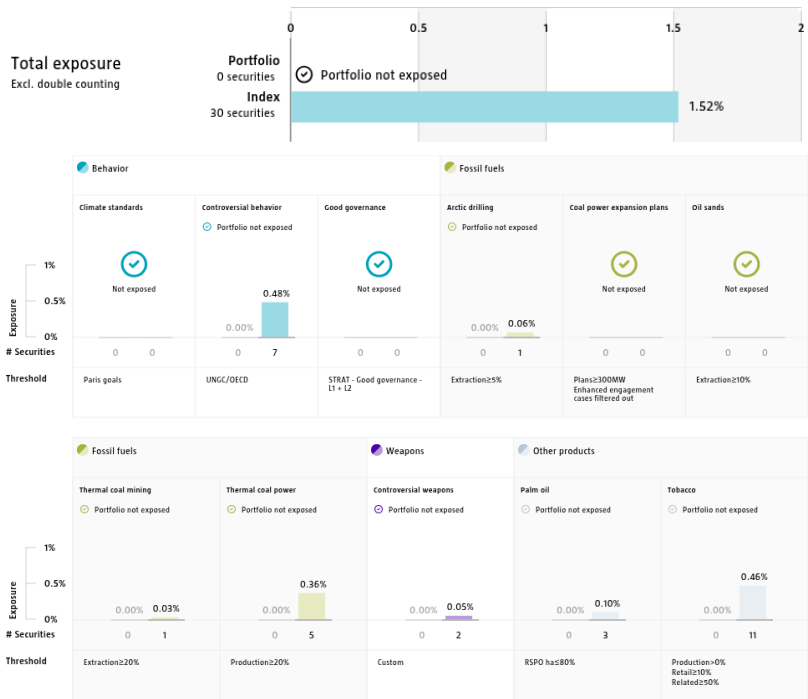 0 0.5 1 1.5 2
Total exposure
Excl. double counting
Portfolio
0 securities
Portfolio not exposed
Index
30 securities
1.52%
Behavior
Fossil fuels
Climate standards
Controversial behavior
Good governance
Arctic drilling
Coal power expansion plans
Oil sands
Portfolio not exposed
Portfolio not exposed
Not exposed
Not exposed
Not exposed
Not exposed
Exposure
1%
0.5%
0%
0.00% 0.48%
0.00% 0.06%
# Securities
0 0
0 7
0 0
0 1
0 0
0 0
Threshold
Paris goals
UNGC/OECD
STRAT - Good governance -
L1 + L2
Extraction≥5%
Plans≥300MW
Enhanced engagement
cases filtered out
Extraction≥10%
Fossil fuels
Weapons
Other products
Thermal coal mining
Thermal coal power
Controversial weapons
Palm oil
Tobacco
Portfolio not exposed
Portfolio not exposed
Portfolio not exposed
Portfolio not exposed
Portfolio not exposed
Exposure
1%
0.5%
0%
0.00% 0.03%
0.00% 0.36%
0.00% 0.05%
0.00% 0.10%
0.00% 0.46%
# Securities
0 1
0 5
0 2
0 3
0 11
Threshold
Extraction≥20%
Production≥20%
Custom
RSPO ha≤80%
Production>0%
Retail≥10%
Related≥50%